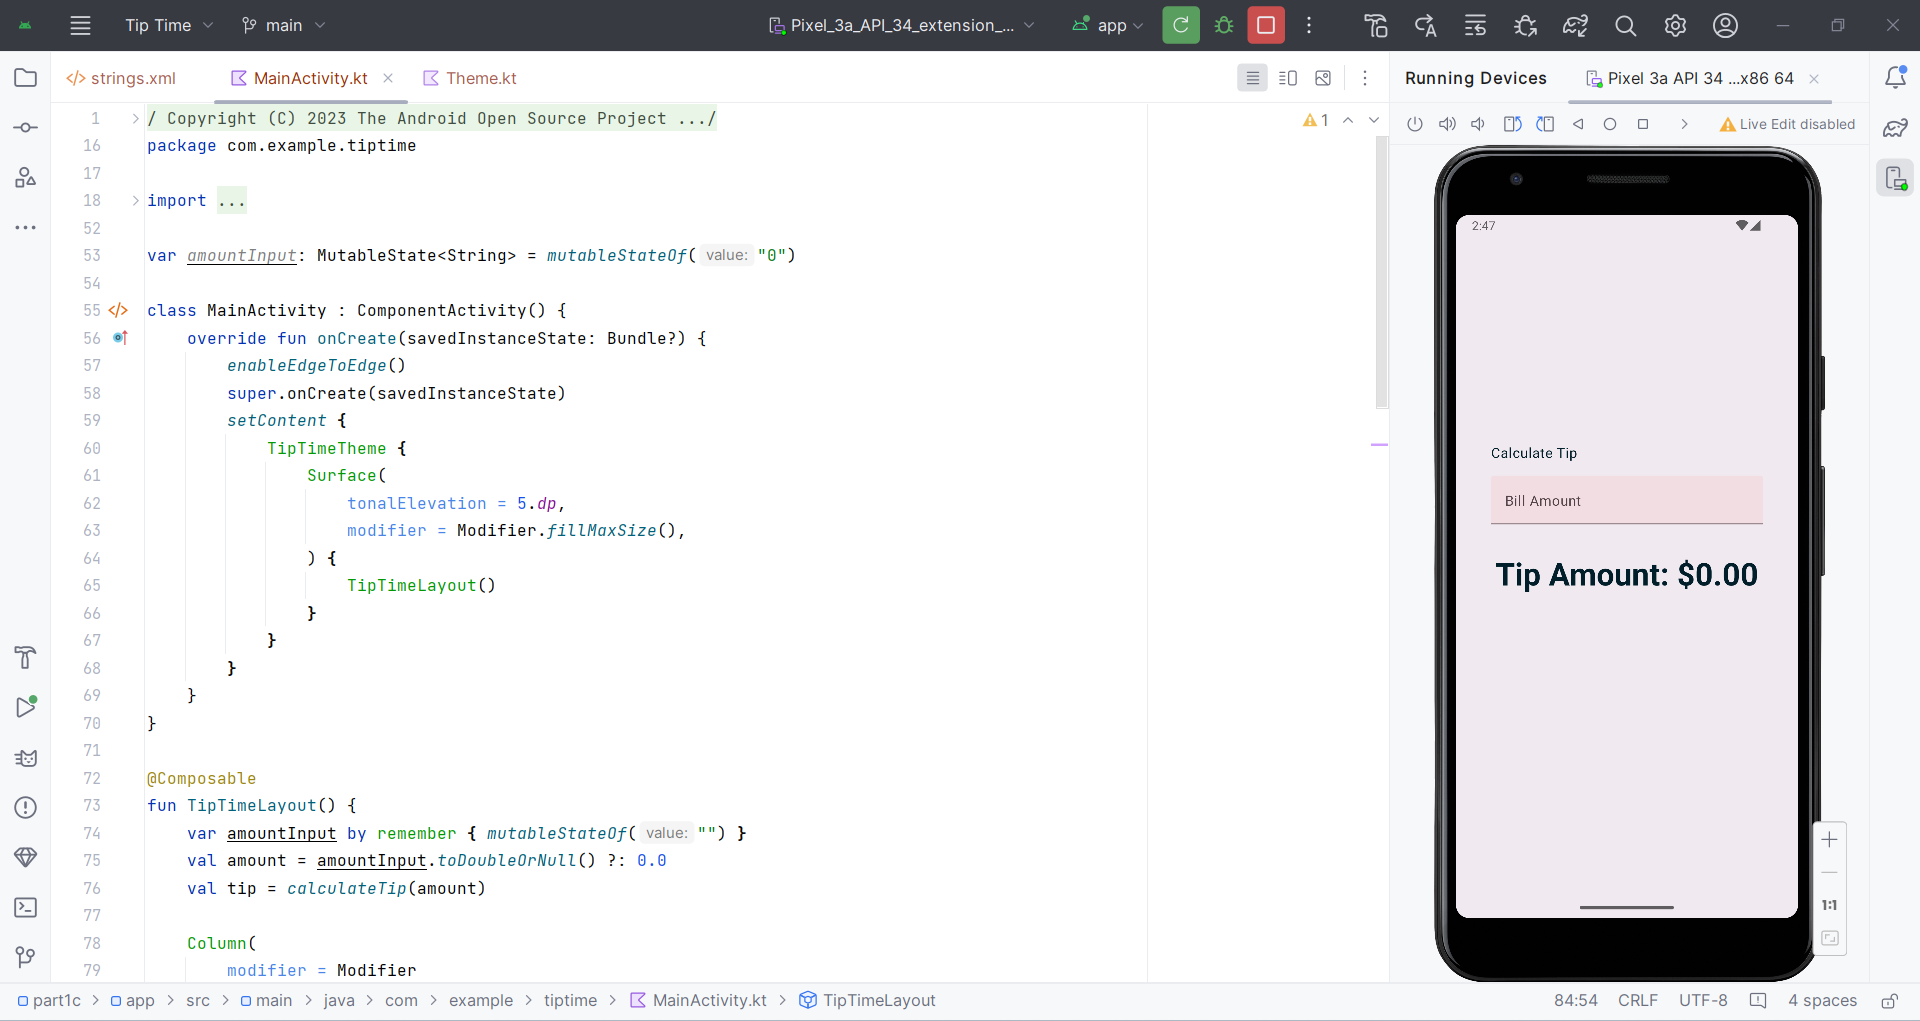 Tip Time
main
Pixel_3a_API_34_extension_...
app
strings.xml
MainActivity.kt
Theme.kt
Running Devices
Pixel 3a API 34 ...x86 64
1 / Copyright (C) 2023 The Android Open Source Project .../
1
Live Edit disabled
16 package com.example.tiptime
17
18 import ...
52
53 var amountInput: MutableState<String> = mutableStateOf( value: "0")
54
55 class MainActivity : ComponentActivity() {
56 override fun onCreate(savedInstanceState: Bundle?) {
57 enableEdgeToEdge()
58 super.onCreate(savedInstanceState)
59 setContent {
60 TipTimeTheme {
61 Surface(
62 tonalElevation = 5.dp,
63 modifier = Modifier.fillMaxSize(),
64 ) {
65 TipTimeLayout()
66 }
67 }
68 }
69 }
70 }
71
72 @Composable
73 fun TipTimeLayout() {
74 var amountInput by remember { mutableStateOf( value: "") }
75 val amount = amountInput.toDoubleOrNull() ?: 0.0
76 val tip = calculateTip(amount)
77
78 Column(
79 modifier = Modifier
2:47
Calculate Tip
Bill Amount
Tip Amount: $0.00
1:1
part1c > app > src > main > java > com > example > tiptime > MainActivity.kt > TipTimeLayout
84:54 CRLF UTF-8 4 spaces